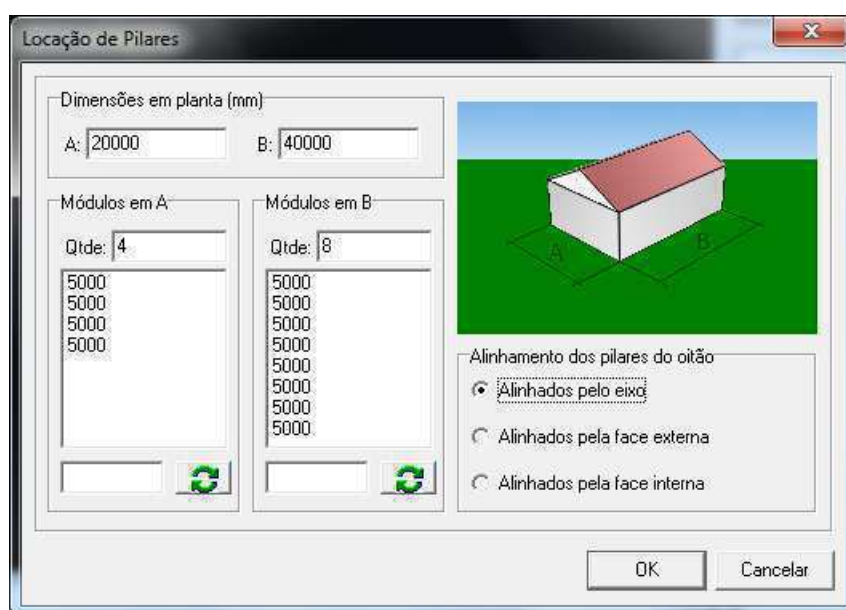 Locação de Pilares
Dimensões em planta (mm)
A: 20000
B: 40000
Módulos em A
Qtde: 4
5000
5000
5000
5000
Módulos em B
Qtde: 8
5000
5000
5000
5000
5000
5000
5000
5000
A
B
Alinhamento dos pilares do oitão
Alinhados pelo eixo
Alinhados pela face externa
Alinhados pela face interna
OK
Cancelar